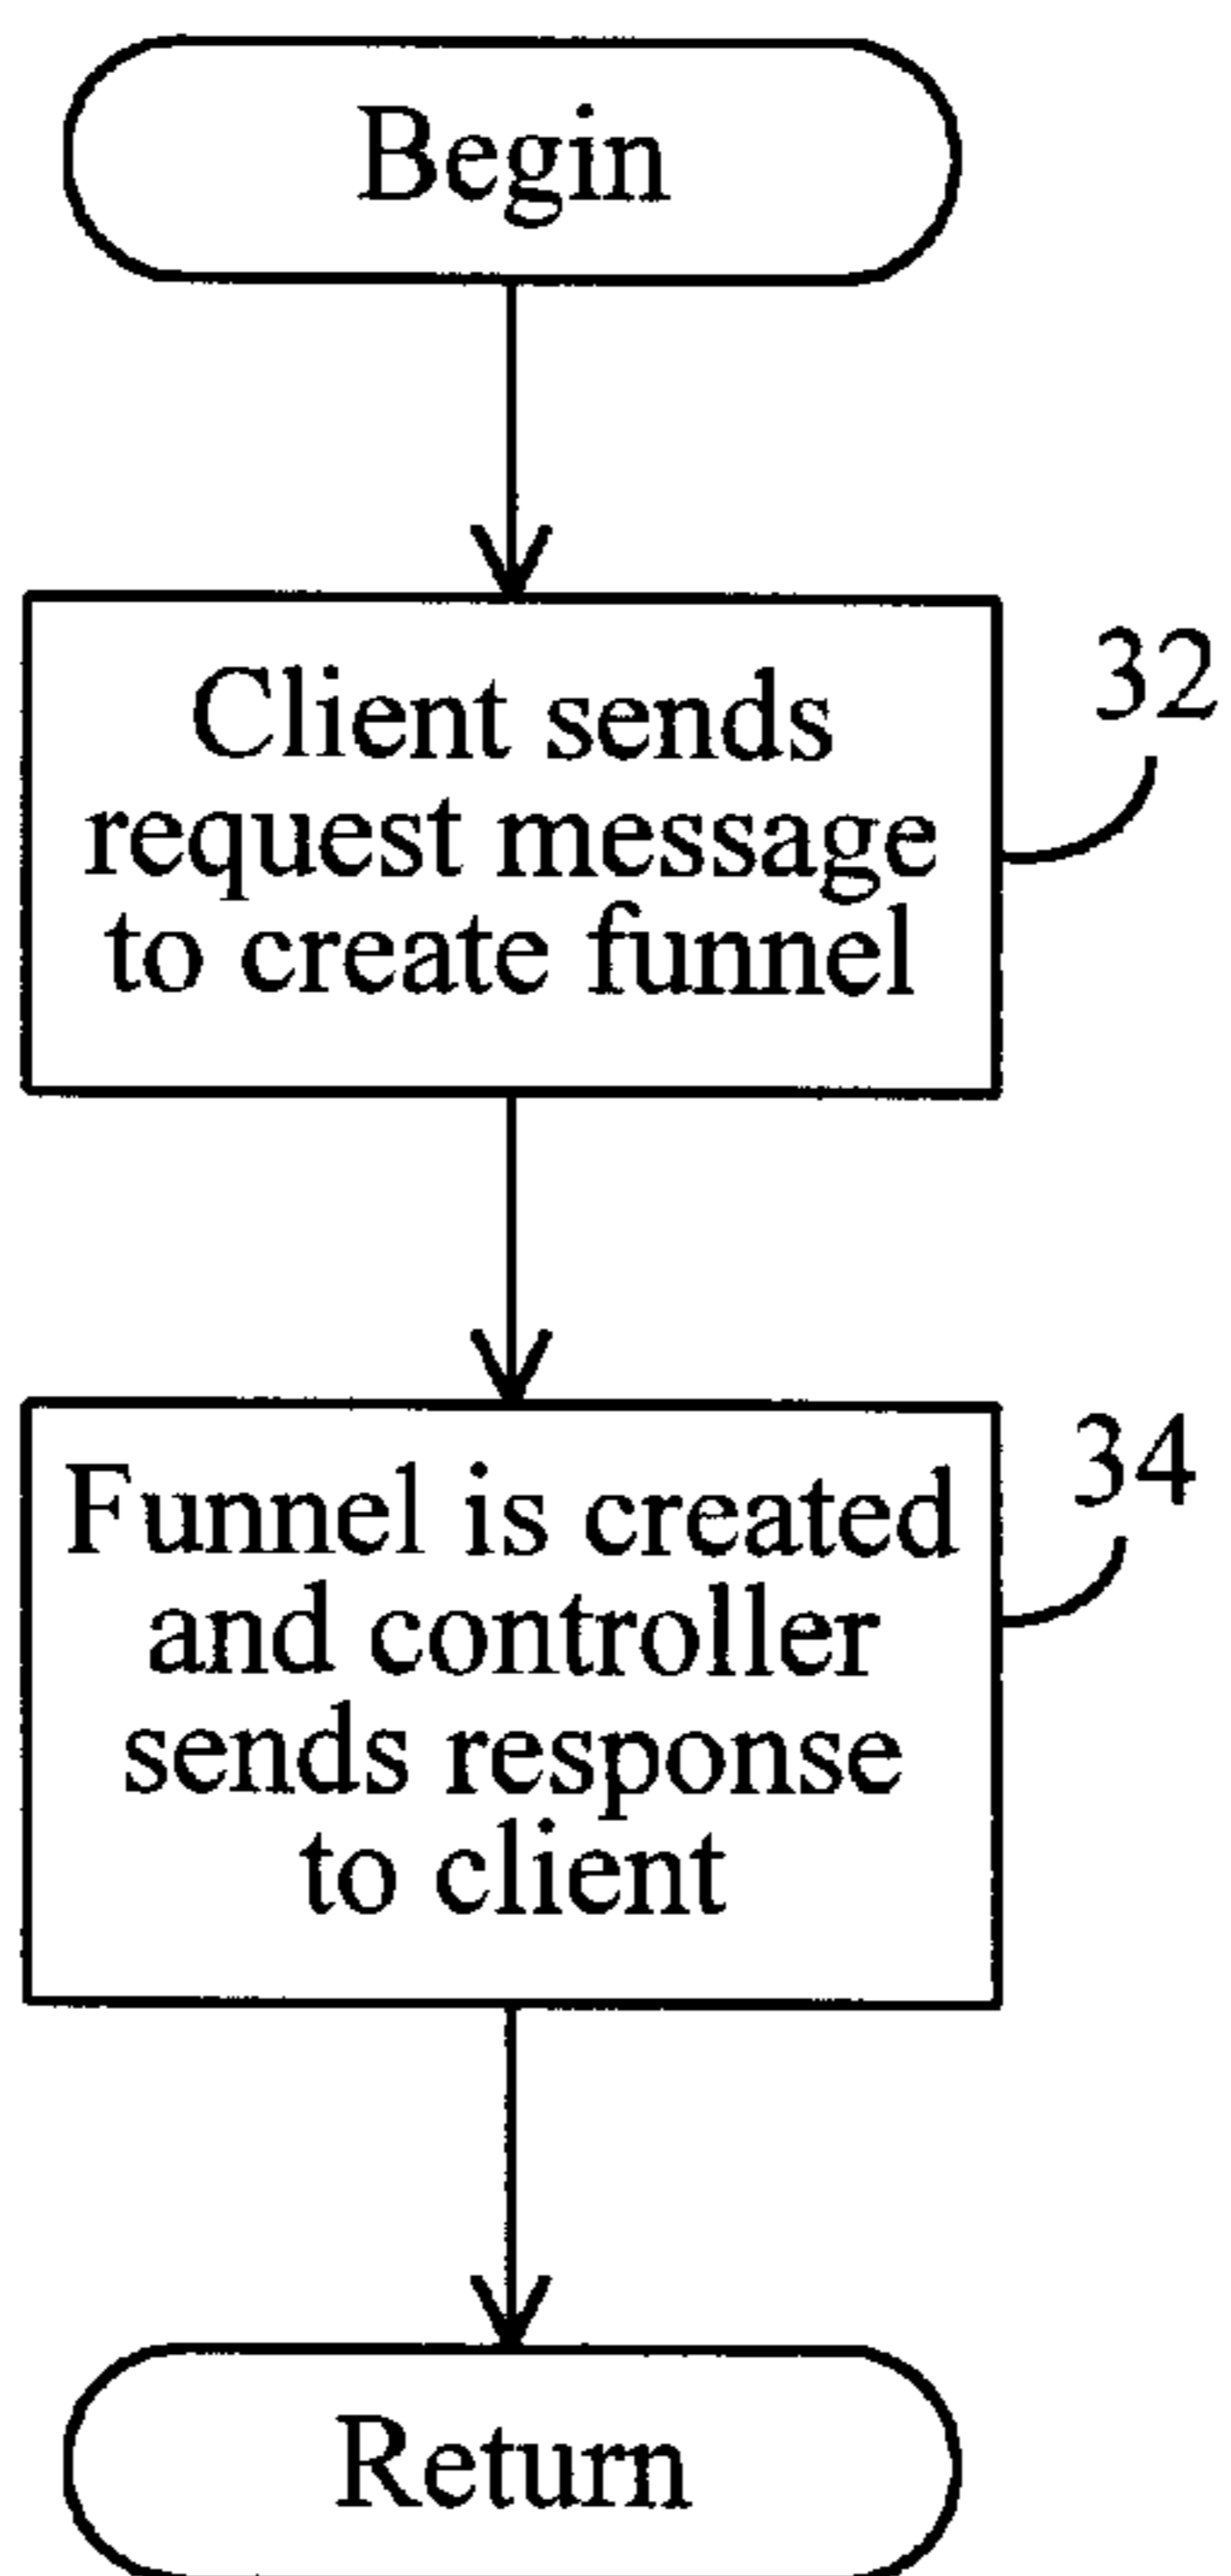 Begin
Client sends
request message
to create funnel
32
Funnel is created
and controller
sends response
to client
34
Return